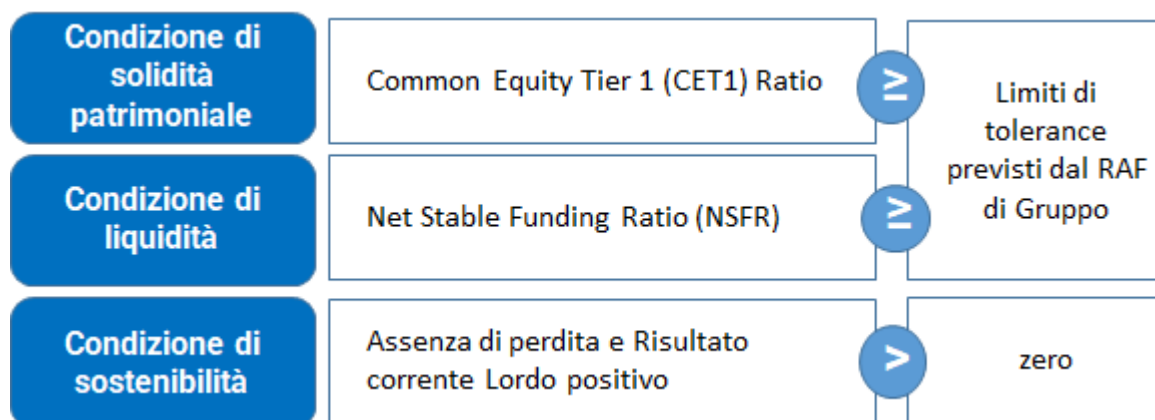 Condizione di
solidità
patrimoniale
Common Equity Tier 1 (CET1) Ratio
≥
Limiti di
tolerance
previsti dal RAF
di Gruppo
Condizione di
liquidità
Net Stable Funding Ratio (NSFR)
≥
Condizione di
sostenibilità
Assenza di perdita e Risultato
corrente Lordo positivo
>
zero